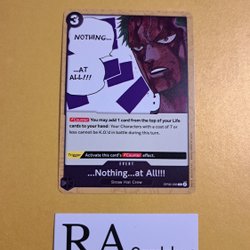 3
NOTHING...
...AT
ALL!!!
Counter You may add 1 card from the top of your Life
cards to your hand: Your Characters with a cost of 7 or
less cannot be K.O.'d in battle during this turn.
Trigger Activate this card's Counter effect.
EVENT
...Nothing...at All!!!
Straw Hat Crew
RA